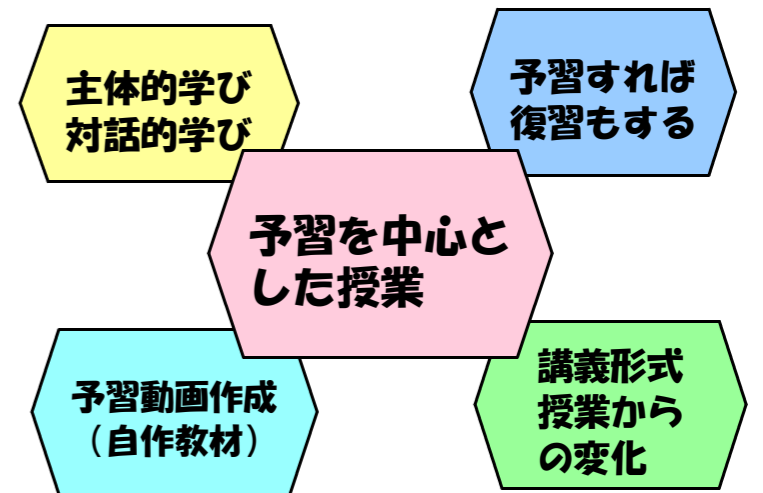 主体的学び
対話的学び
予習すれば
復習もする
予習を中心と
した授業
予習動画作成
（自作教材）
講義形式
授業から
の変化